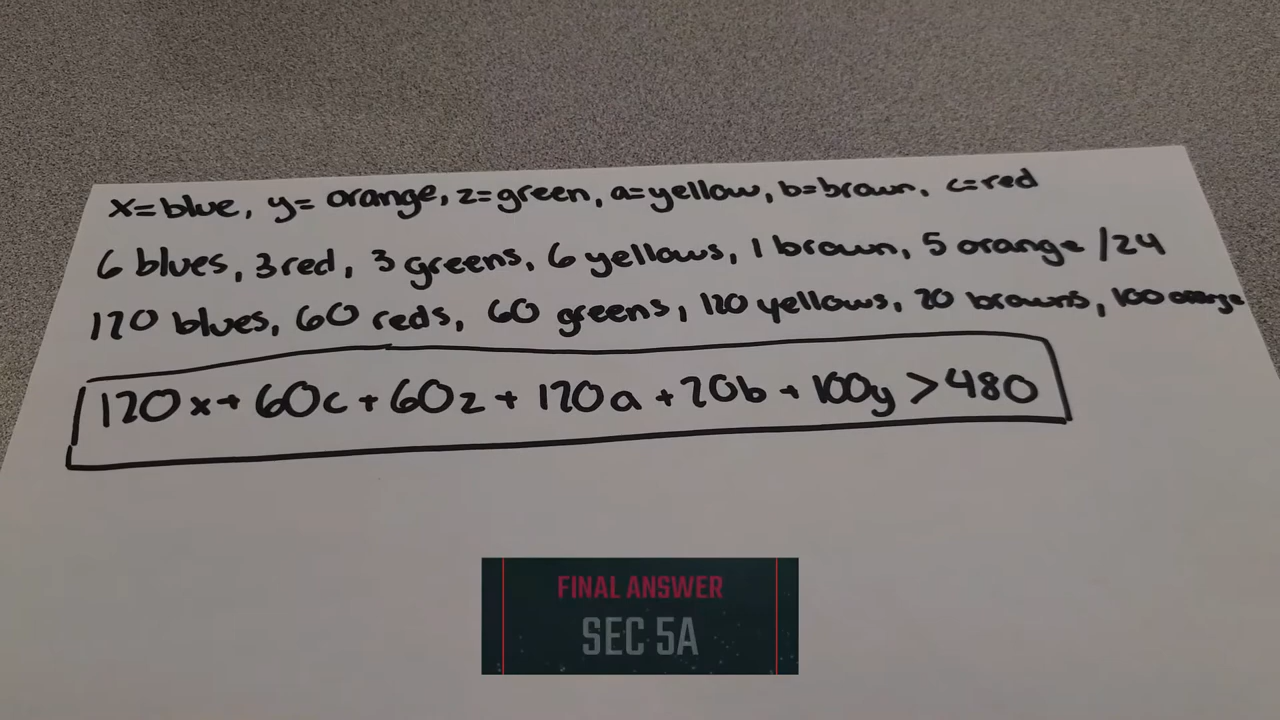 x=blue, y= orange, z=green, a=yellow, b=brown, c=red
6 blues, 3 red, 3 greens, 6 yellows, 1 brown, 5 orange /24
120 blues, 60 reds, 60 greens, 120 yellows, 20 browns, 100 orange
120x+ 60c + 60z + 120a + 20b + 100y > 480
FINAL ANSWER
SEC 5A